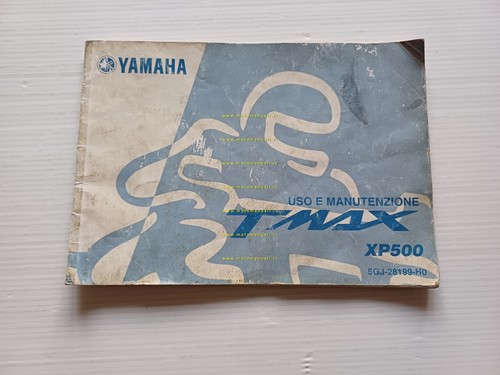 YAMAHA
USO E MANUTENZIONE
TMAX
XP500
5GJ-28199-H0